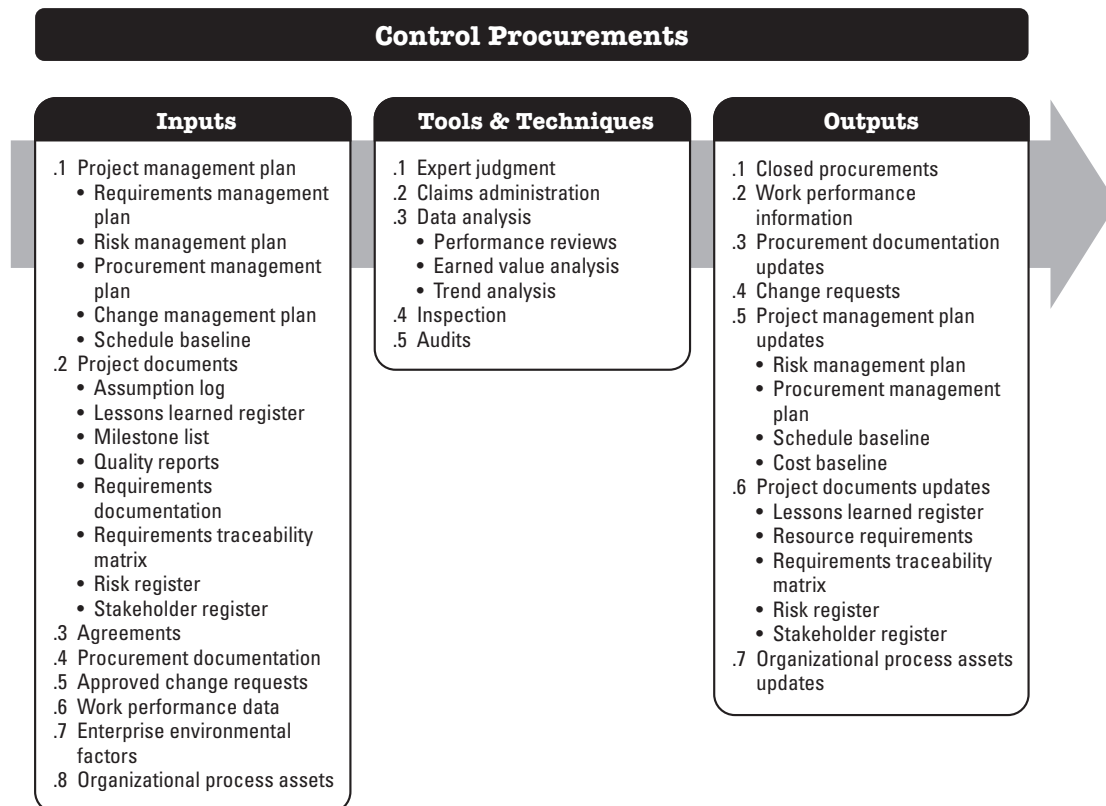 Control Procurements
Inputs
.1 Project management plan
• Requirements management
plan
• Risk management plan
• Procurement management
plan
• Change management plan
• Schedule baseline
.2 Project documents
• Assumption log
• Lessons learned register
• Milestone list
• Quality reports
• Requirements
documentation
• Requirements traceability
matrix
• Risk register
• Stakeholder register
.3 Agreements
.4 Procurement documentation
.5 Approved change requests
.6 Work performance data
.7 Enterprise environmental
factors
.8 Organizational process assets
Tools & Techniques
.1 Expert judgment
.2 Claims administration
.3 Data analysis
• Performance reviews
• Earned value analysis
• Trend analysis
.4 Inspection
.5 Audits
Outputs
.1 Closed procurements
.2 Work performance
information
.3 Procurement documentation
updates
.4 Change requests
.5 Project management plan
updates
• Risk management plan
• Procurement management
plan
• Schedule baseline
• Cost baseline
.6 Project documents updates
• Lessons learned register
• Resource requirements
• Requirements traceability
matrix
• Risk register
• Stakeholder register
.7 Organizational process assets
updates